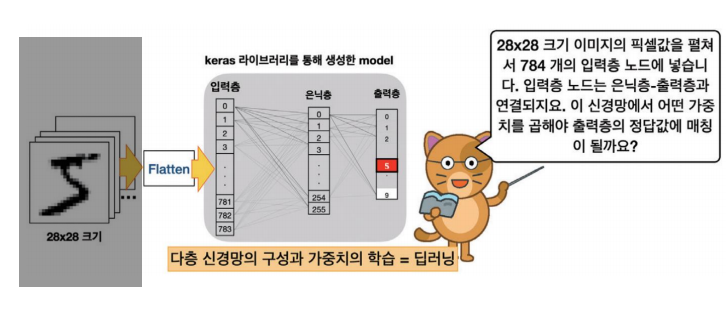 keras 라이브러리를 통해 생성한 model
입력층
0
1
2
3
.
.
.
.
781
782
783
은닉층
0
1
2
3
.
.
.
254
255
출력층
0
1
2
5
.
9
28x28 크기
...
Flatten
28x28 크기 이미지의 픽셀값을 펼쳐
서 784 개의 입력층 노드에 넣습니
다. 입력층 노드는 은닉층-출력층과
연결되지요. 이 신경망에서 어떤 가중
치를 곱해야 출력층의 정답값에 매칭
이 될까요?
다층 신경망의 구성과 가중치의 학습 = 딥러닝